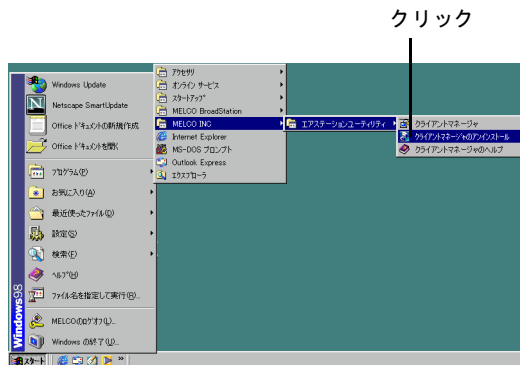 クリック
Windows Update
Netscape SmartUpdate
Office ﾄﾞｷｭﾒﾝﾄの新規作成
Office ﾄﾞｷｭﾒﾝﾄを開く
ﾌﾟﾛｸﾞﾗﾑ(P)
お気に入り(A)
最近使ったﾌｧｲﾙ(D)
設定(S)
検索(F)
ﾍﾙﾌﾟ(H)
ﾌｧｲﾙ名を指定して実行(R)...
MELCOのﾛｸﾞｵﾌ(L)...
Windows の終了(U)...
Windows98
スタート
ｱｸｾｻﾘ
ｵﾝﾗｲﾝ ｻｰﾋﾞｽ
ｽﾀｰﾄｱｯﾌﾟ
MELCO BroadStation
MELCO INC
Internet Explorer
MS-DOS ﾌﾟﾛﾝﾌﾟﾄ
Outlook Express
ｴｸｽﾌﾟﾛｰﾗ
エアステーションユーティリティ
クライアントマネージャ
クライアントマネージャのアンインストール
クライアントマネージャのヘルプ